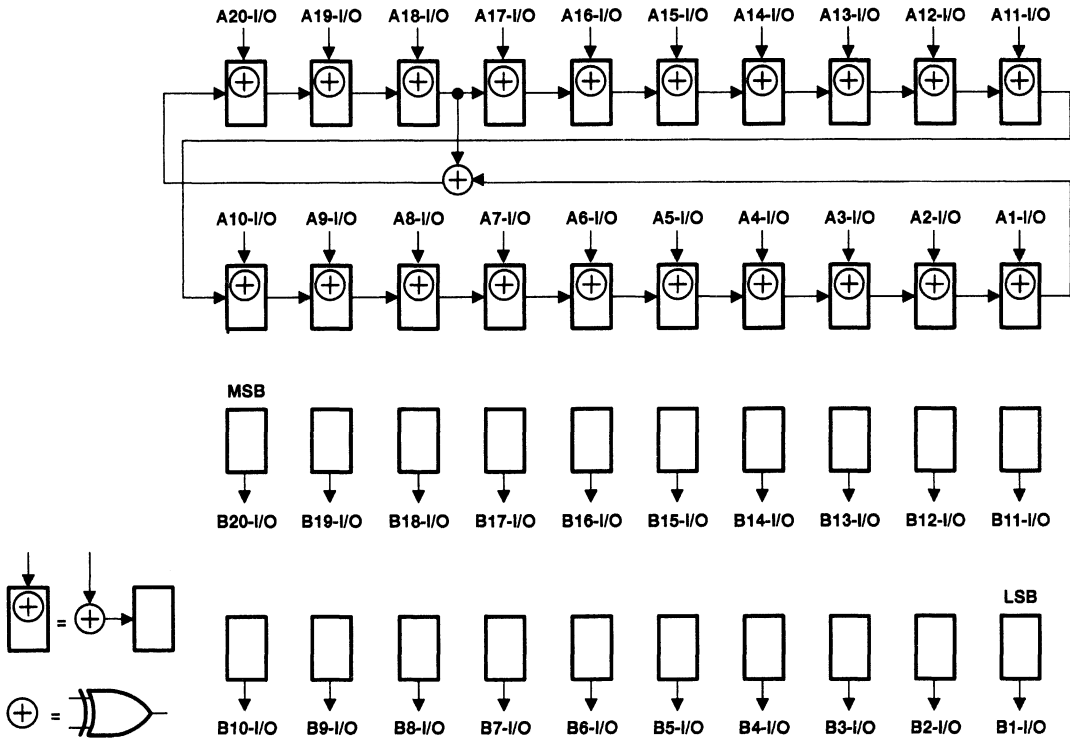 A20-I/O A19-I/O A18-I/O A17-I/O A16-I/O A15-I/O A14-I/O A13-I/O A12-I/O A11-I/O
A10-I/O A9-I/O A8-I/O A7-I/O A6-I/O A5-I/O A4-I/O A3-I/O A2-I/O A1-I/O
MSB
B20-I/O B19-I/O B18-I/O B17-I/O B16-I/O B15-I/O B14-I/O B13-I/O B12-I/O B11-I/O
LSB
=
=
B10-I/O B9-I/O B8-I/O B7-I/O B6-I/O B5-I/O B4-I/O B3-I/O B2-I/O B1-I/O